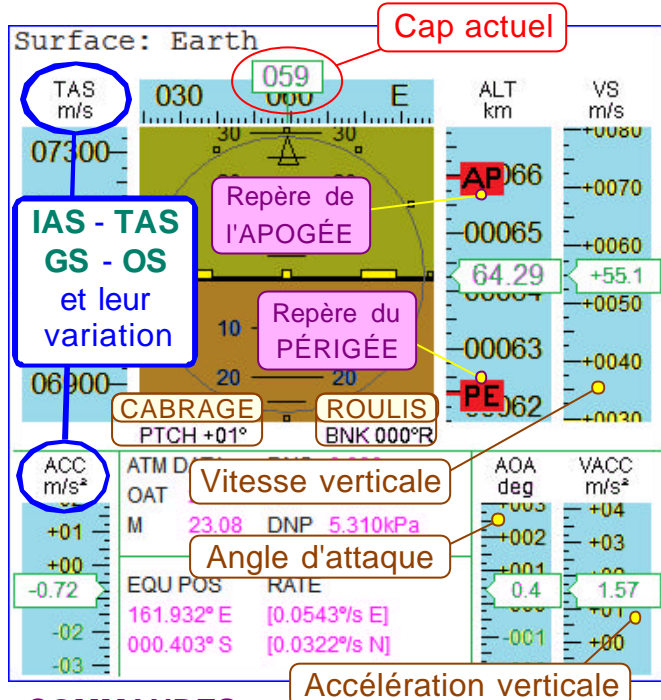 Cap actuel
Surface: Earth
059
TAS
m/s
030 060 E
ALT
km
VS
m/s
30 30
+0080
07300
AP 066
+0070
Repère de
l'APOGÉE
IAS - TAS
GS - OS
et leur
variation
00065
+0060
64.29
+55.1
00064
+0050
Repère du
PÉRIGÉE
10
00063
+0040
06900
20 20
PE 062
+0030
CABRAGE
ROULIS
PTCH +01°
BNK 000°R
ACC
m/s²
ATM DATA
Vitesse verticale
AOA
deg
VACC
m/s²
OAT
+003
+04
+01
M 23.08 DNP 5.310kPa
+002
+03
Angle d'attaque
+00
+001
-0.72
EQU POS RATE
0.4
1.57
161.932° E [0.0543°/s E]
+01
-02
000.403° S [0.0322°/s N]
-001
+00
-03
Accélération verticale